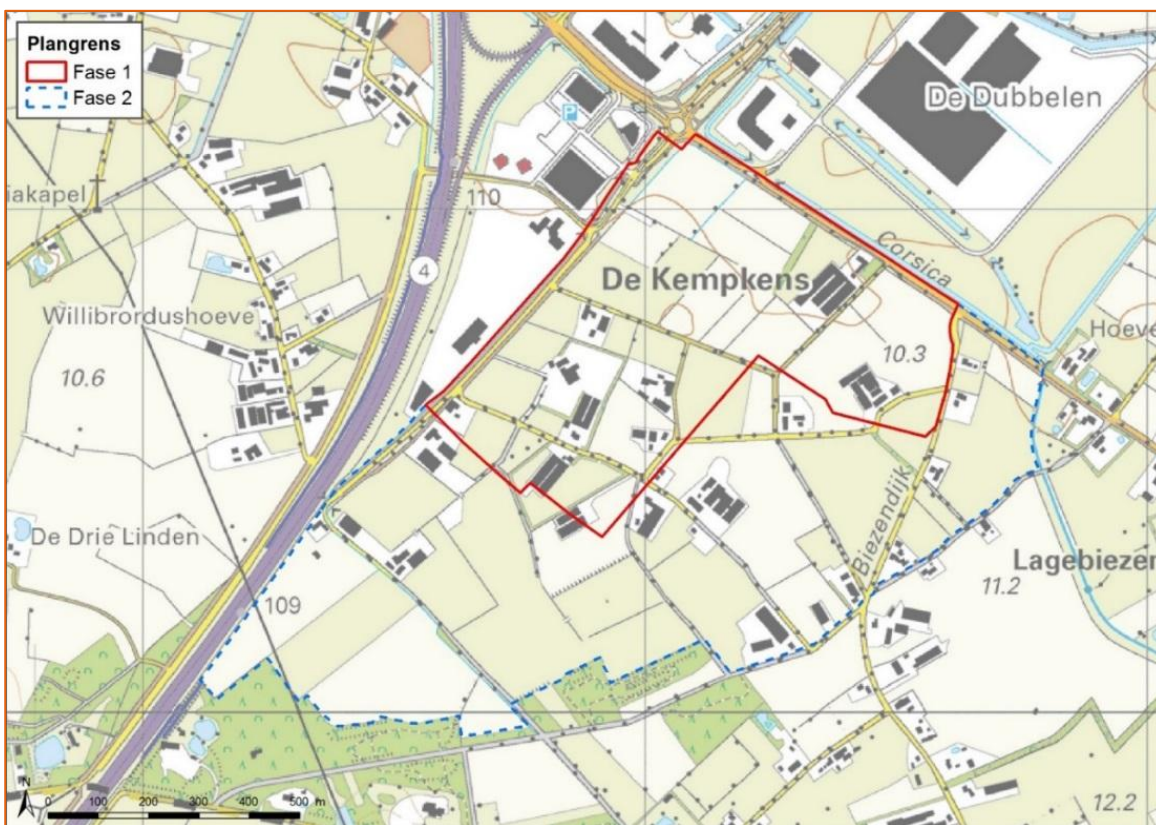 Plangrens
Fase 1
Fase 2
P
De Dubbelen
iakapel
110
Corsica
4
De Kempkens
Willibrordushoeve
Hoeve
10.3
10.6
Biezendijk
De Drie Linden
Lagebiezen
11.2
109
N
0 100 200 300 400 500 m
12.2